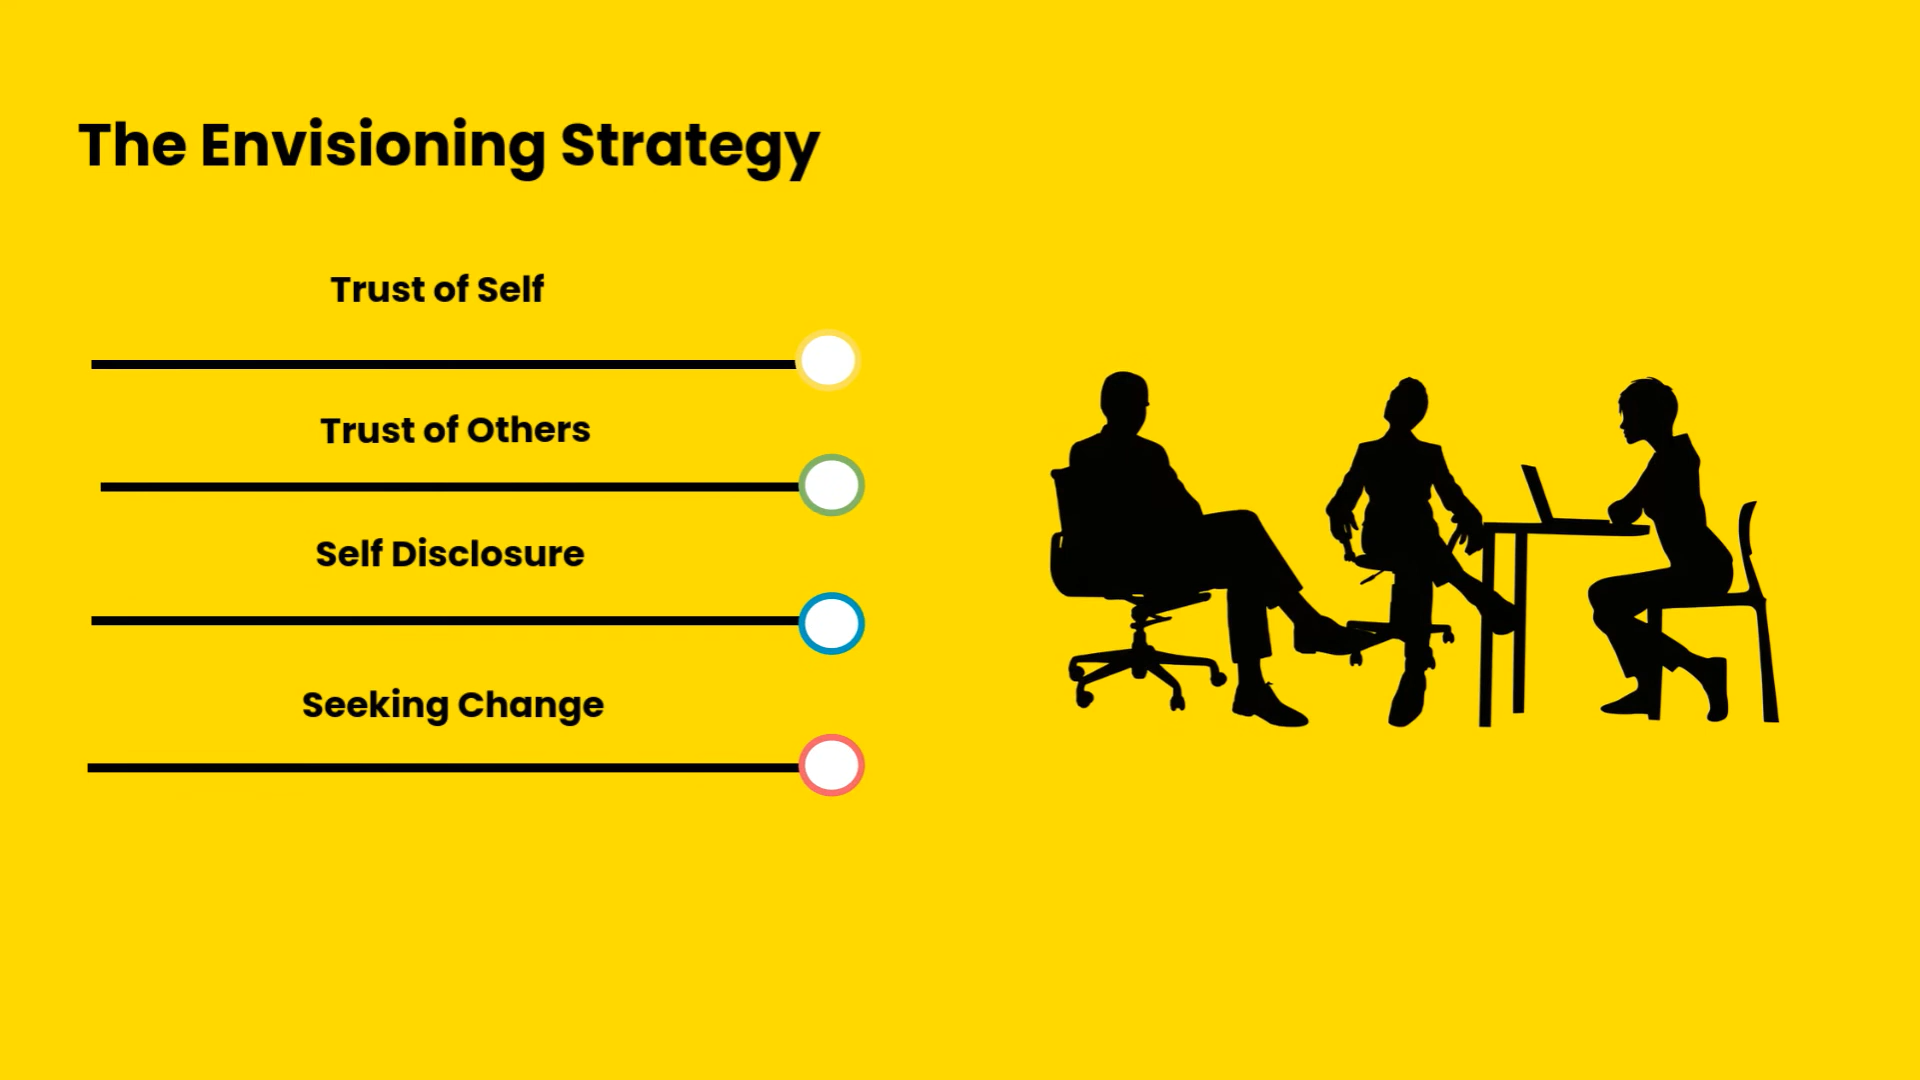 The Envisioning Strategy
Trust of Self
Trust of Others
Self Disclosure
Seeking Change